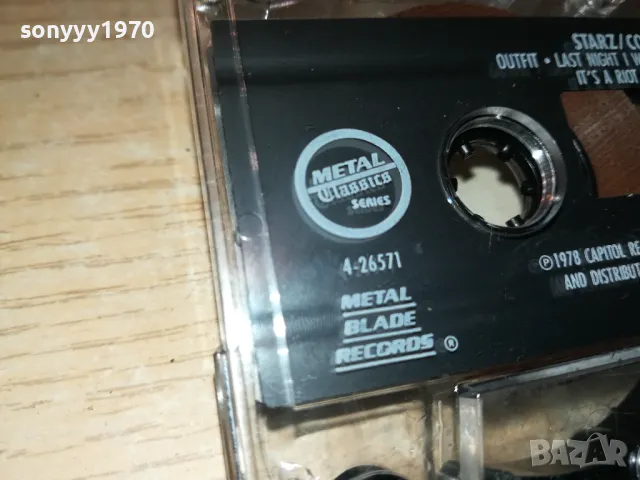 sonyyy1970
STARZ/CO
OUTFIT • LAST NIGHT I W
IT'S A RIOT
METAL
Classics
SERIES
4-26571
℗1978 CAPITOL RE
AND DISTRIBUT
METAL
BLADE
RECORDS ®
BAZAR